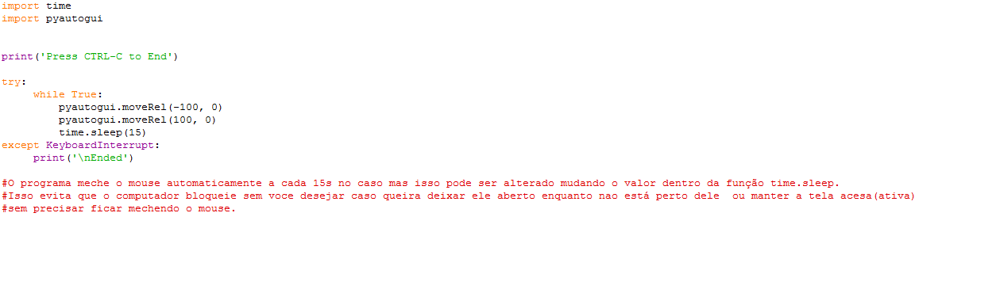 import time
import pyautogui
print('Press CTRL-C to End')
try:
while True:
pyautogui.moveRel(-100, 0)
pyautogui.moveRel(100, 0)
time.sleep(15)
except KeyboardInterrupt:
print('\nEnded')
#O programa meche o mouse automaticamente a cada 15s no caso mas isso pode ser alterado mudando o valor dentro da função time.sleep.
#Isso evita que o computador bloqueie sem voce desejar caso queira deixar ele aberto enquanto nao está perto dele  ou manter a tela acesa(ativa)
#sem precisar ficar mechendo o mouse.